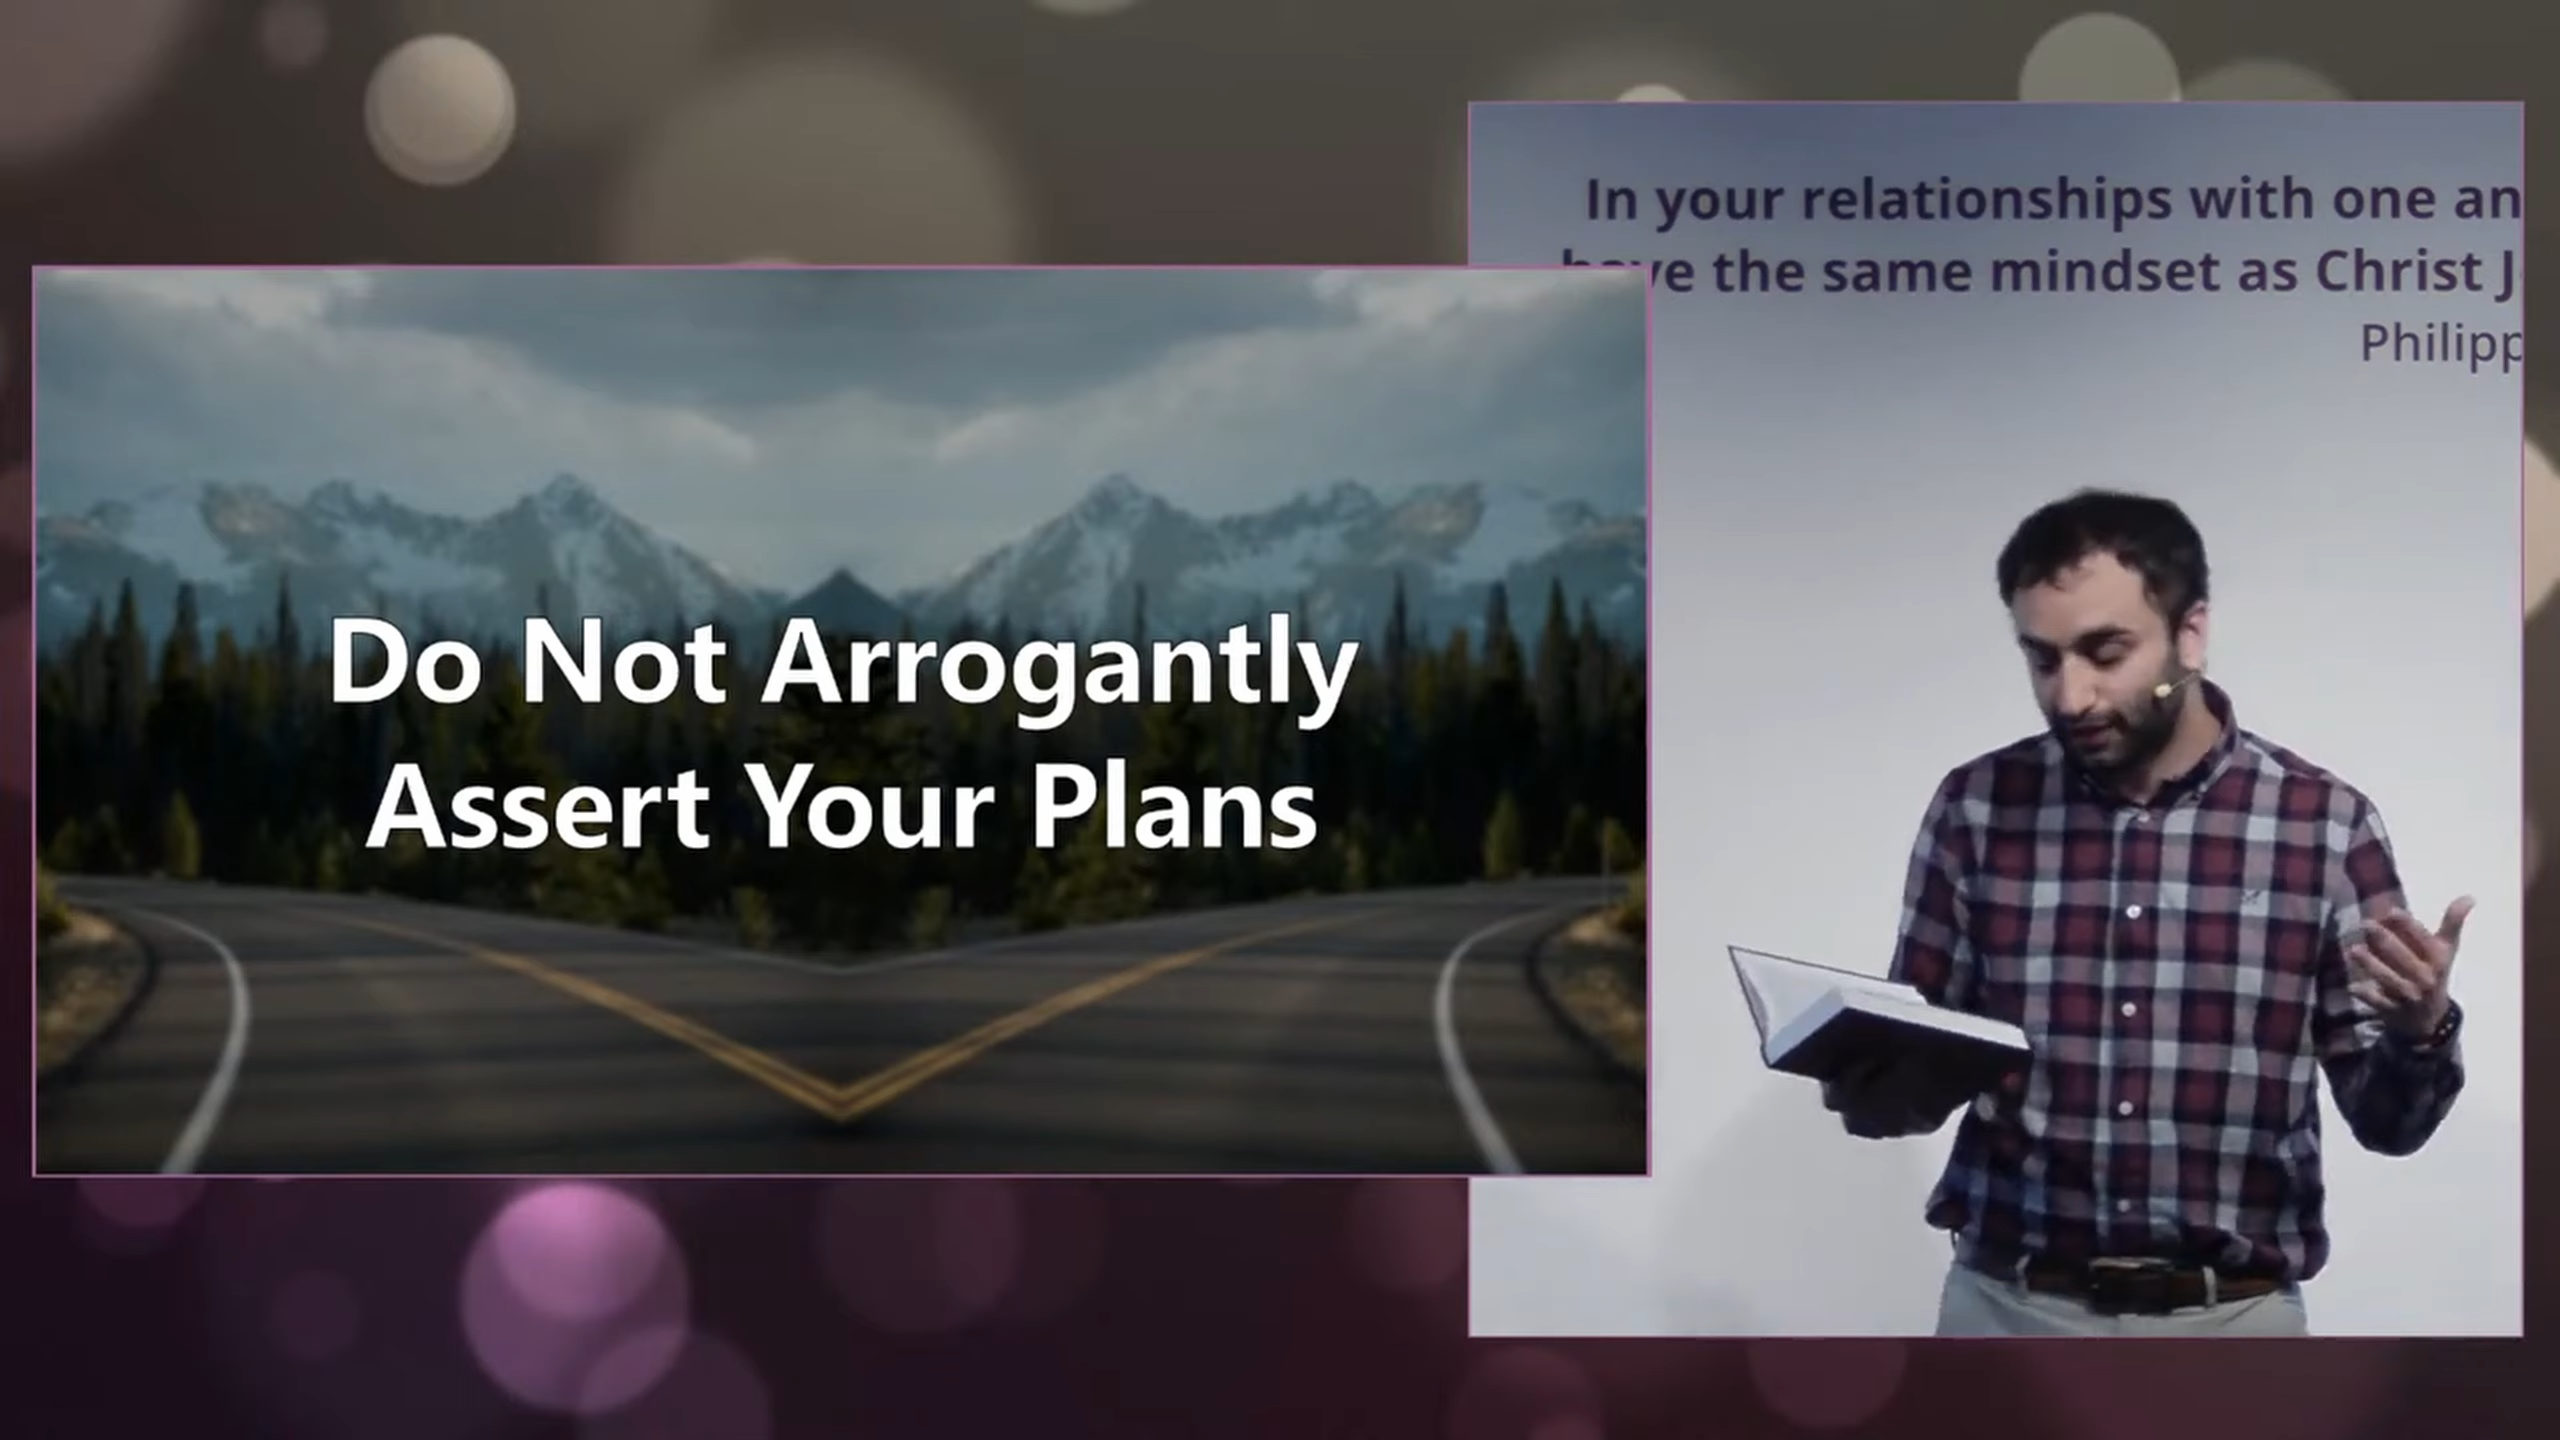 Do Not Arrogantly
Assert Your Plans
In your relationships with one an
have the same mindset as Christ J
Philipp